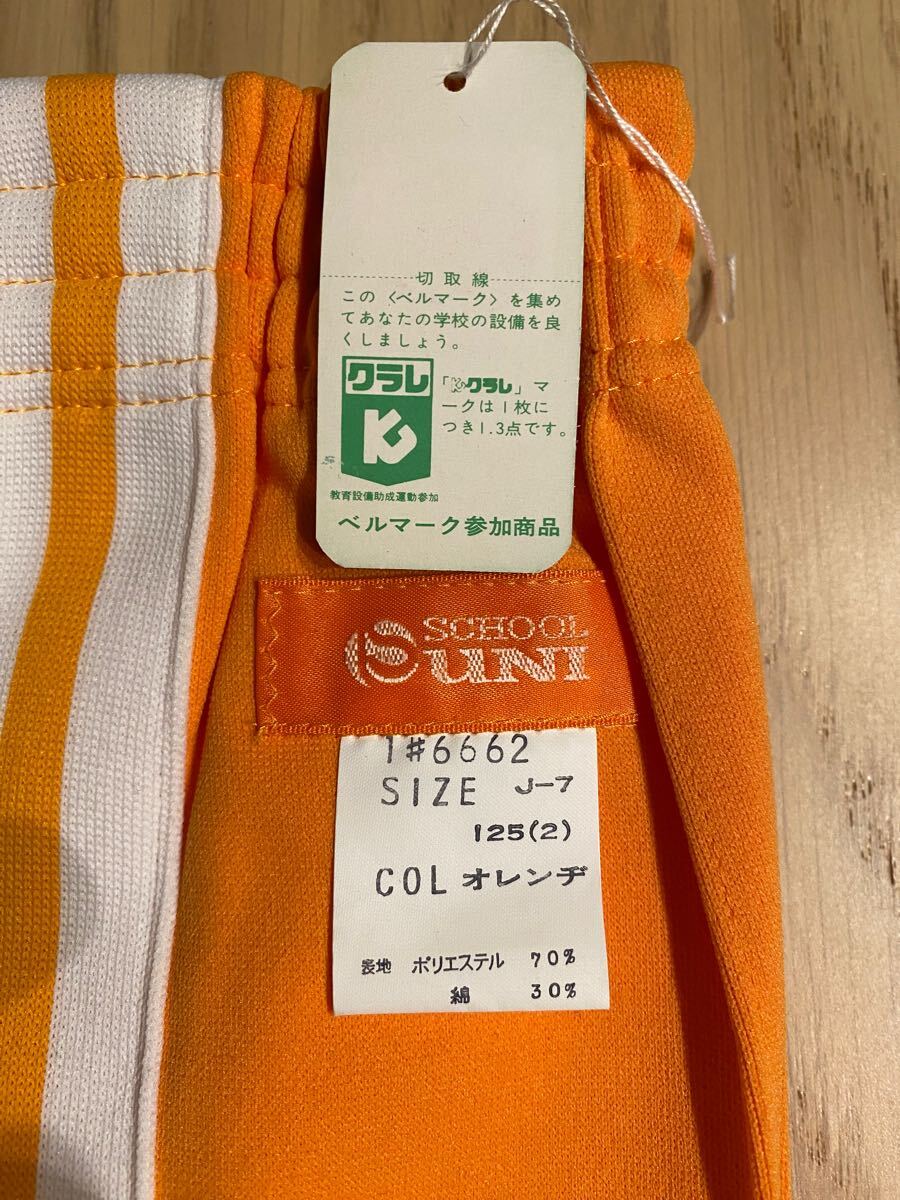 切取線
この〈ベルマーク〉を集め
てあなたの学校の設備を良
くしましょう。
クラレ
「クラレ」マ
ークは1枚に
つき1.3点です。
教育設備助成運動参加
ベルマーク参加商品
SCHOOL
UNI
1#6662
SIZE J-7
125(2)
COL オレンヂ
表地 ポリエステル 70%
綿 30%